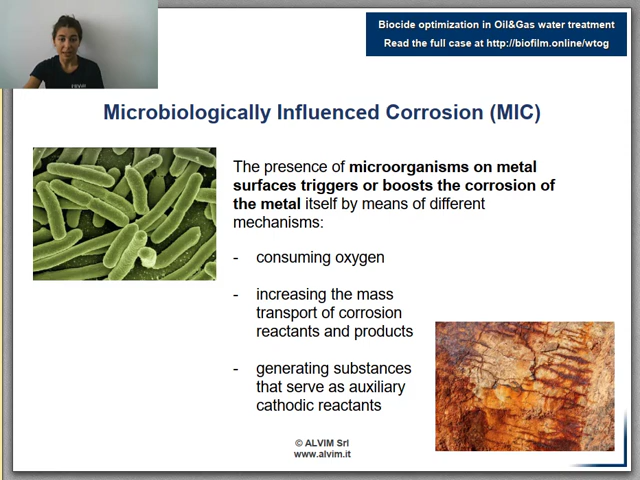 Biocide optimization in Oil&Gas water treatment
Read the full case at http://biofilm.online/wtog
Microbiologically Influenced Corrosion (MIC)
The presence of microorganisms on metal
surfaces triggers or boosts the corrosion of
the metal itself by means of different
mechanisms:
- consuming oxygen
- increasing the mass
transport of corrosion
reactants and products
- generating substances
that serve as auxiliary
cathodic reactants
© ALVIM Srl
www.alvim.it